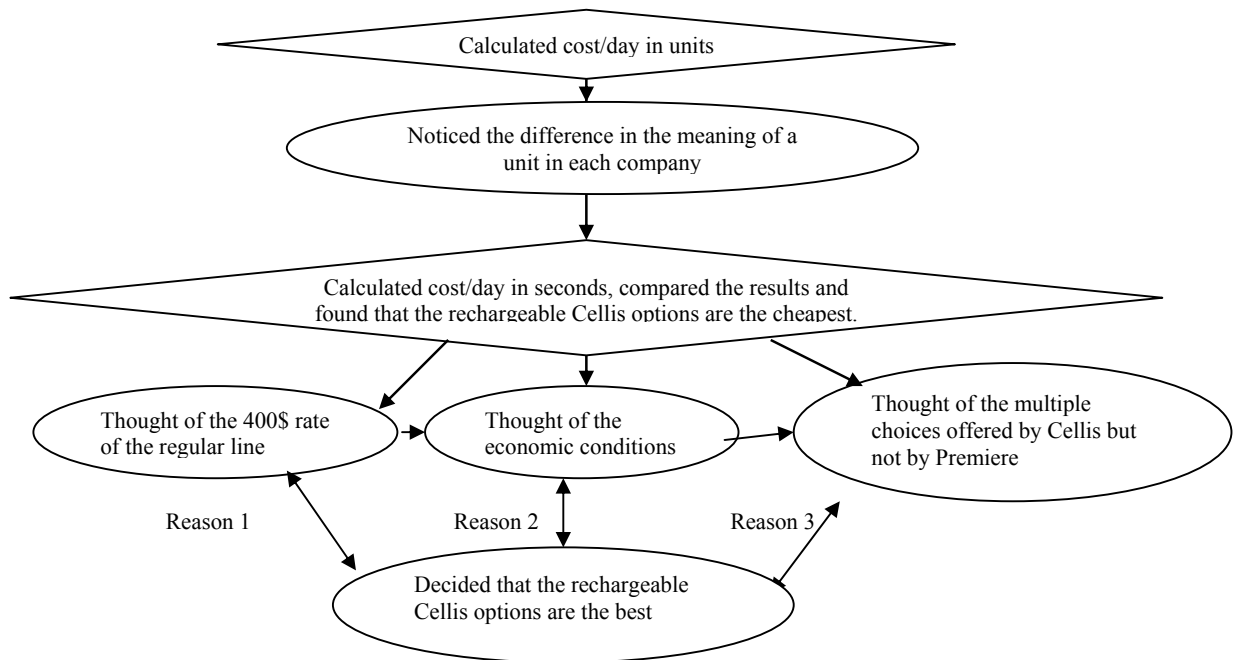 Calculated cost/day in units
Noticed the difference in the meaning of a
unit in each company
Calculated cost/day in seconds, compared the results and
found that the rechargeable Cellis options are the cheapest.
Thought of the 400$ rate
of the regular line
Thought of the
economic conditions
Thought of the multiple
choices offered by Cellis but
not by Premiere
Reason 1
Reason 2
Reason 3
Decided that the rechargeable
Cellis options are the best